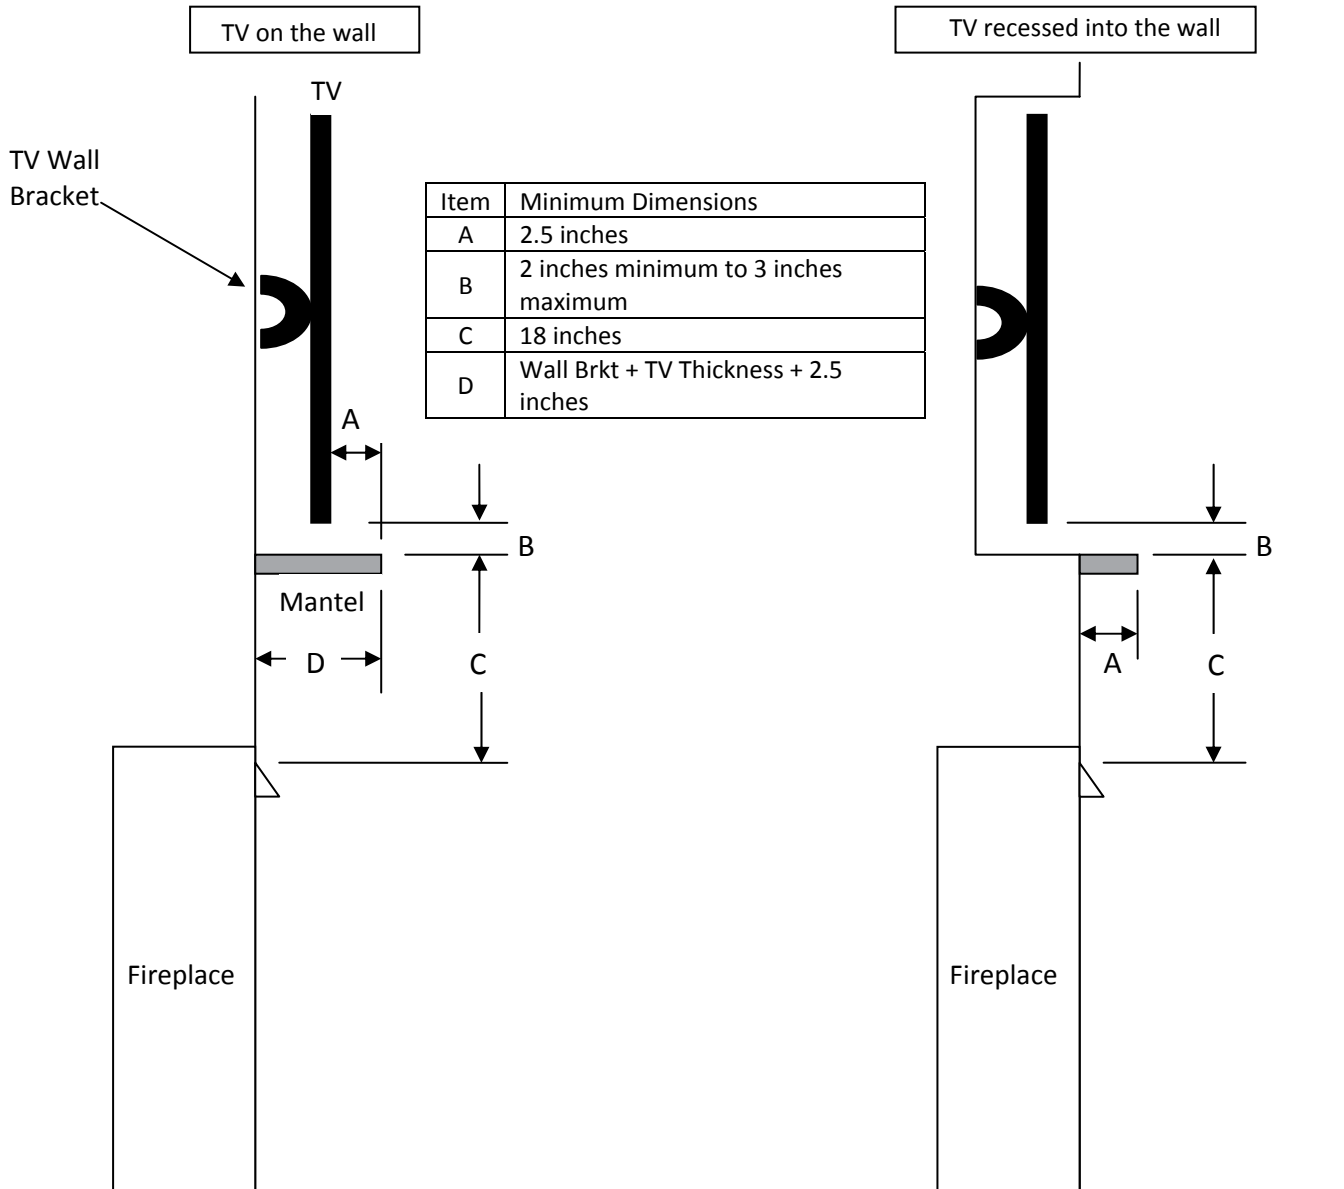 TV on the wall
TV recessed into the wall
TV
TV Wall
Bracket
Item Minimum Dimensions
A 2.5 inches
B 2 inches minimum to 3 inches
maximum
C 18 inches
D Wall Brkt + TV Thickness + 2.5
inches
A
B
Mantel
D
C
Fireplace
B
A
C
Fireplace